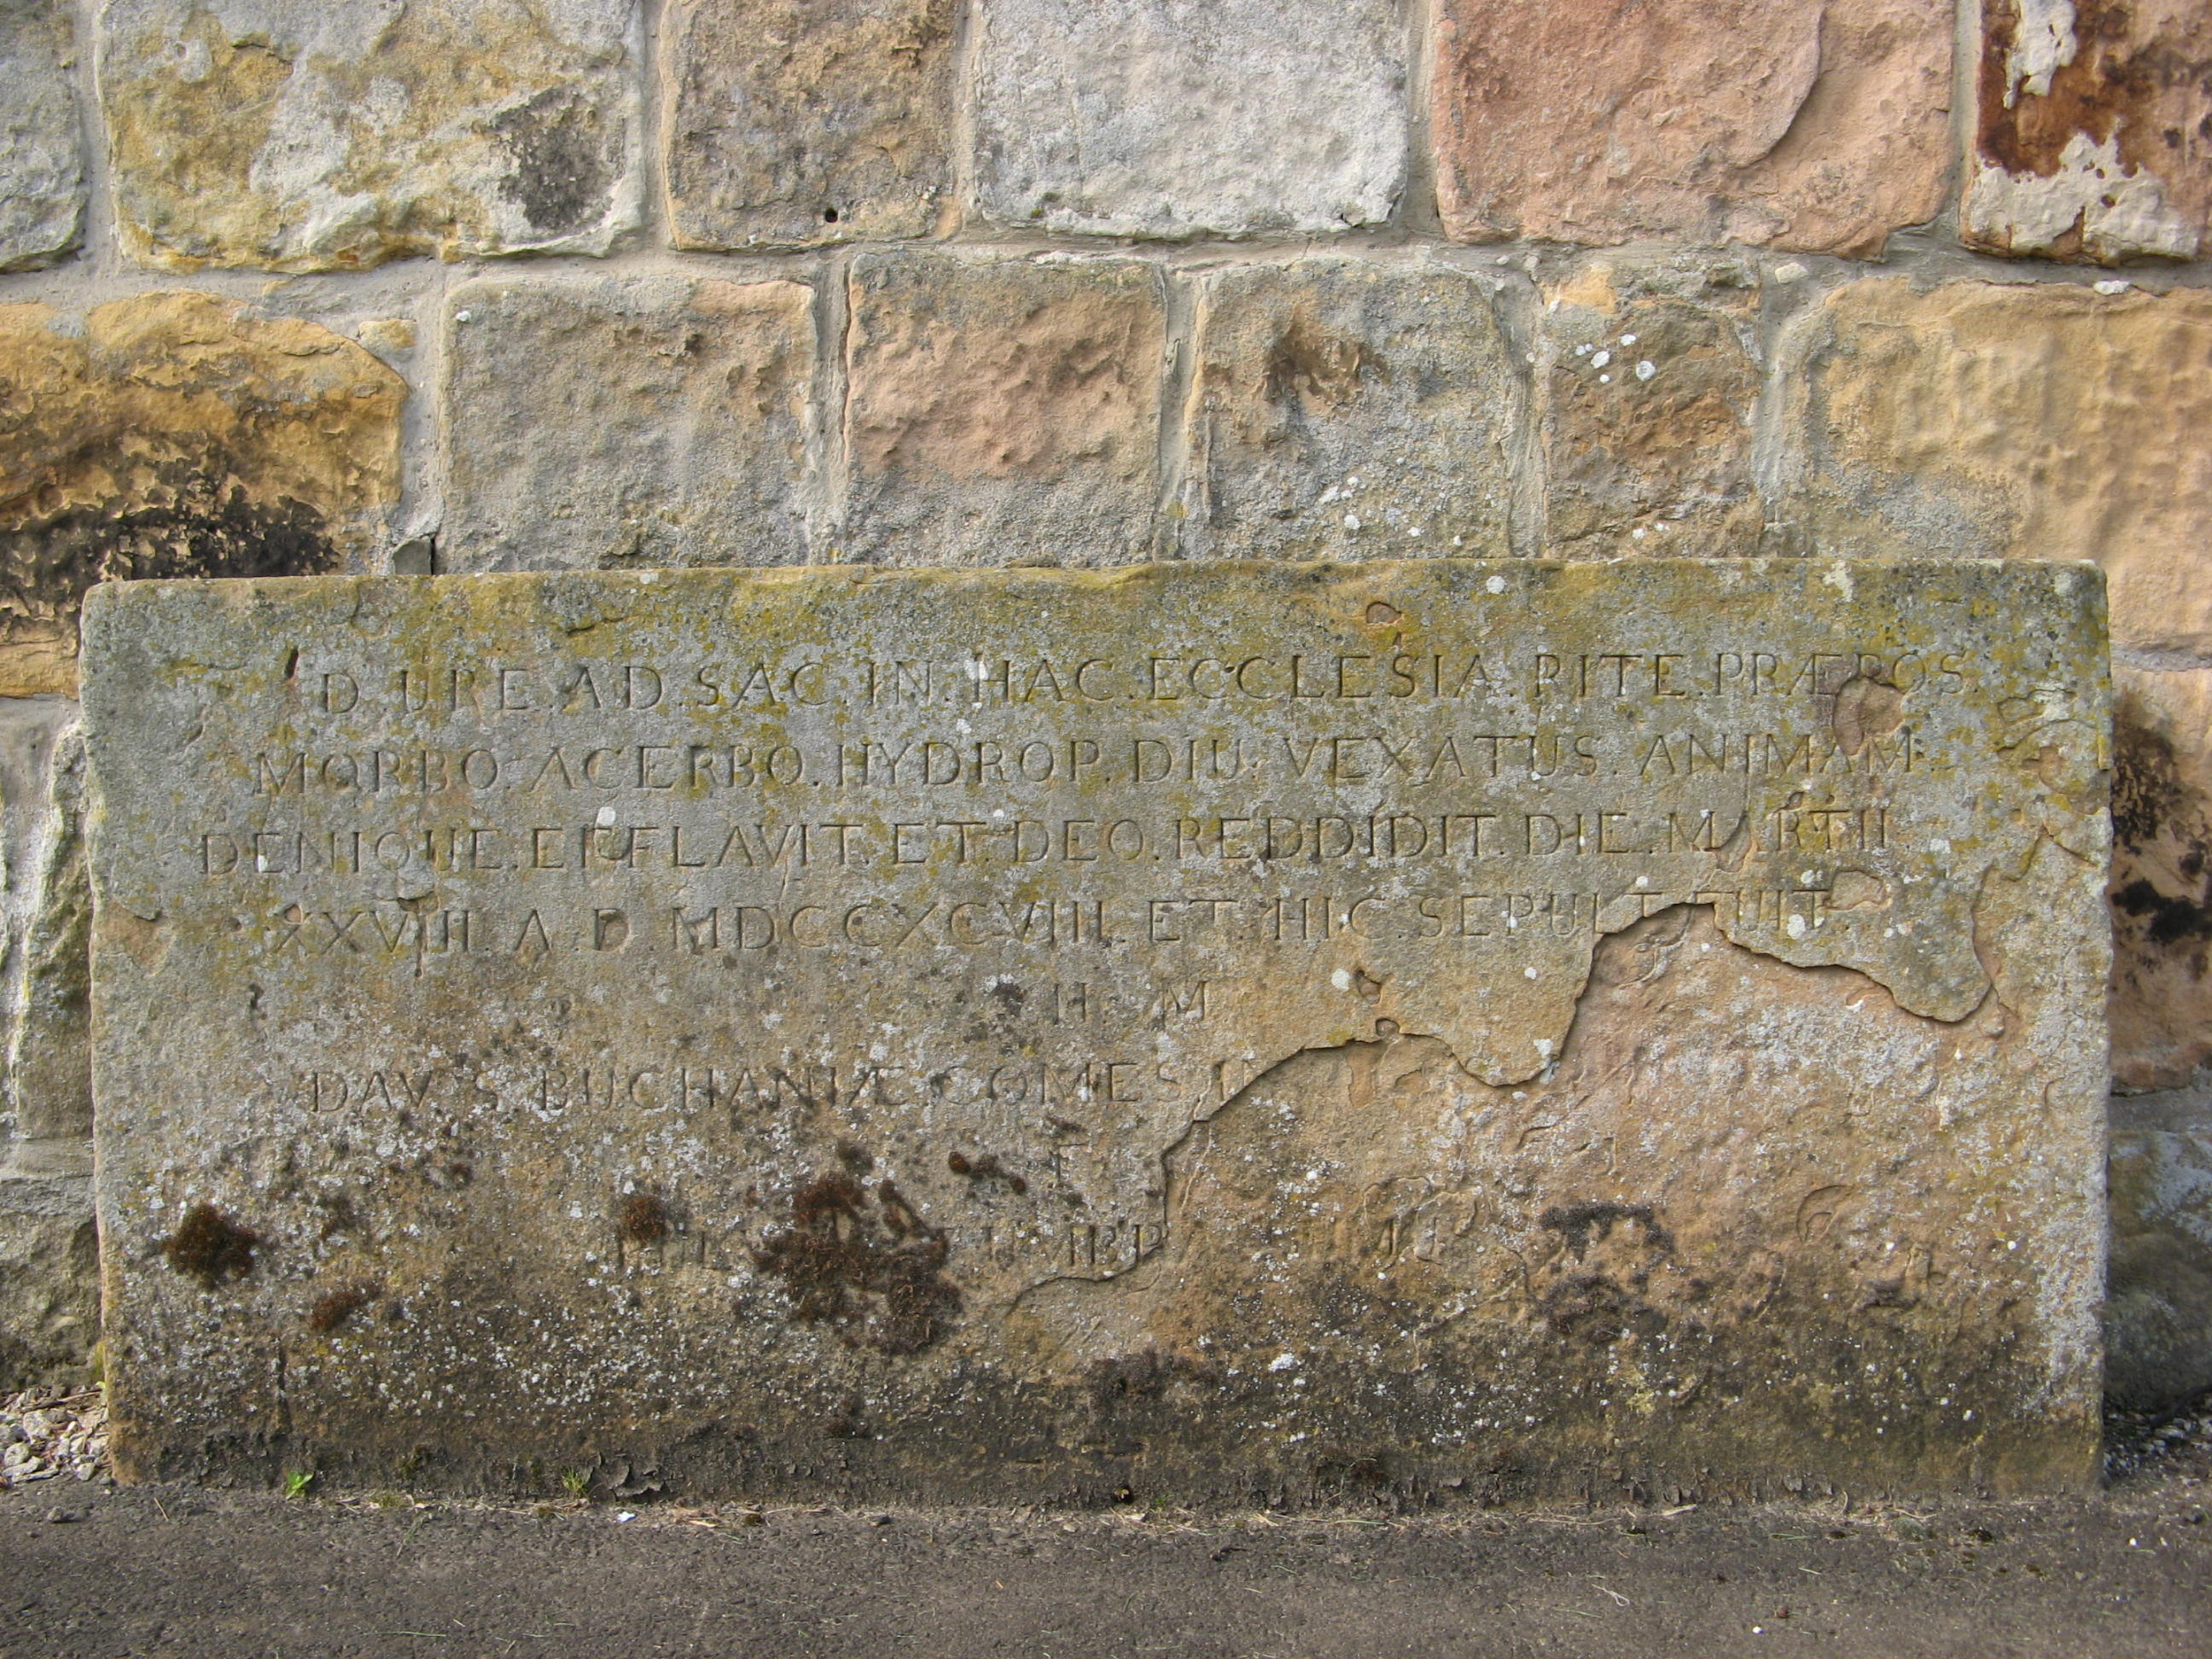 D. URE. AD. SAC. IN. HAC. ECCLESIA. RITE. PRÆPOS.
MORBO. ACERBO. HYDROP. DIU. VEXATUS. ANIMAM.
DENIQUE. EFFLAVIT. ET. DEO. REDDIDIT. DIE. MARTII.
XXVIII. A. D. MDCCXCVIII. ET. HIC. SEPULT. FUIT.
H. M
BUCHANIÆ COMES